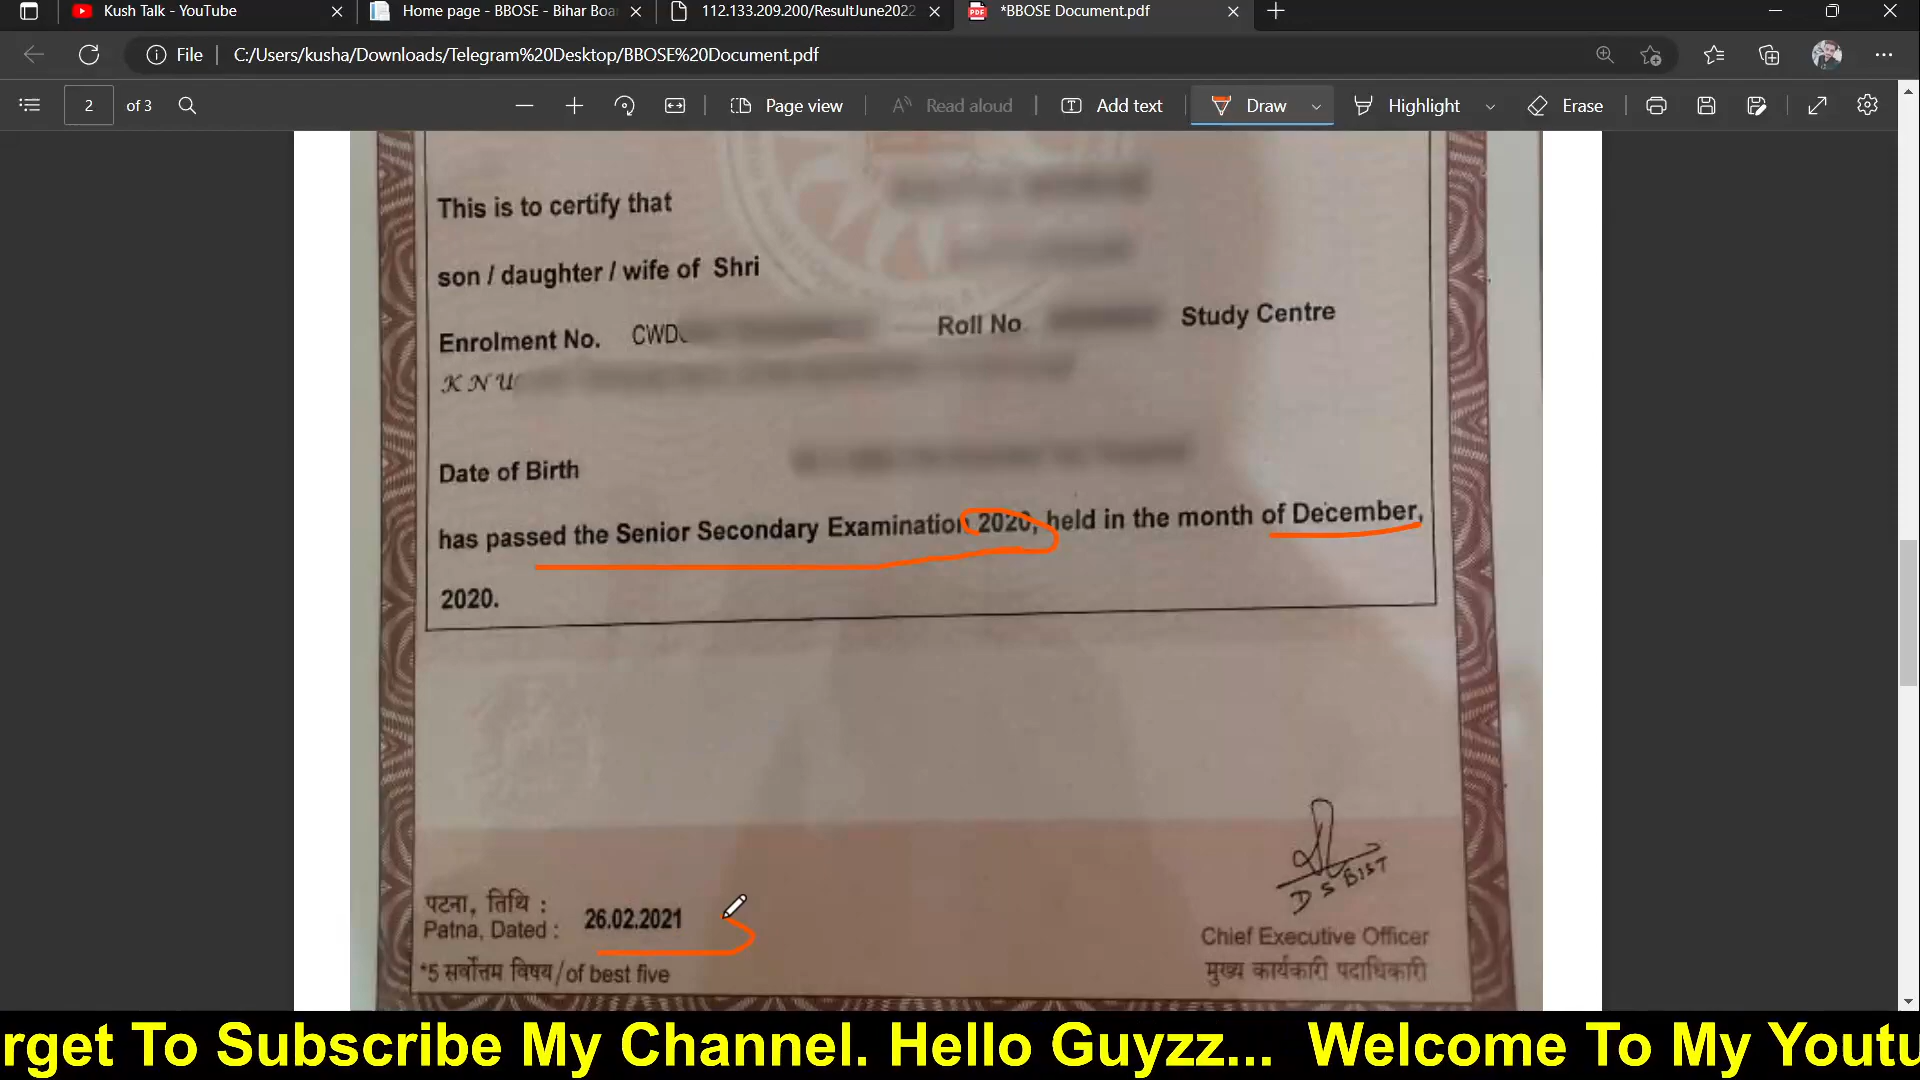 Kush Talk - YouTube
Home page - BBOSE - Bihar Boa
112.133.209.200/ResultJune2022
*BBOSE Document.pdf
File
C:/Users/kusha/Downloads/Telegram%20Desktop/BBOSE%20Document.pdf
2 of 3
Page view
Read aloud
Add text
Draw
Highlight
Erase
This is to certify that
son / daughter / wife of Shri
Enrolment No. CWD Roll No Study Centre
K N U
Date of Birth
has passed the Senior Secondary Examination 2020, held in the month of December,
2020.
पटना, तिथि :
Patna, Dated : 26.02.2021
*5 सर्वोत्तम विषय/of best five
D S BIST
Chief Executive Officer
मुख्य कार्यकारी पदाधिकारी
rget To Subscribe My Channel. Hello Guyzz... Welcome To My Youtu